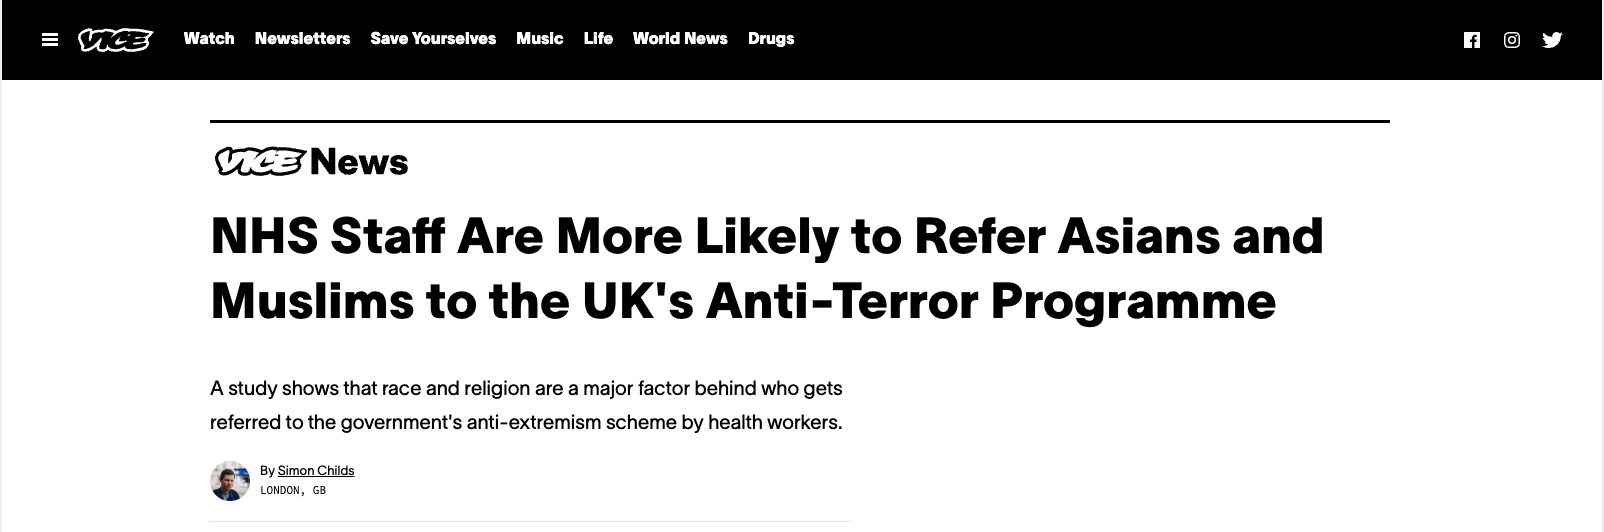 VICE Watch Newsletters Save Yourselves Music Life World News Drugs
VICE News
NHS Staff Are More Likely to Refer Asians and
Muslims to the UK's Anti-Terror Programme
A study shows that race and religion are a major factor behind who gets
referred to the government's anti-extremism scheme by health workers.
By Simon Childs
LONDON, GB